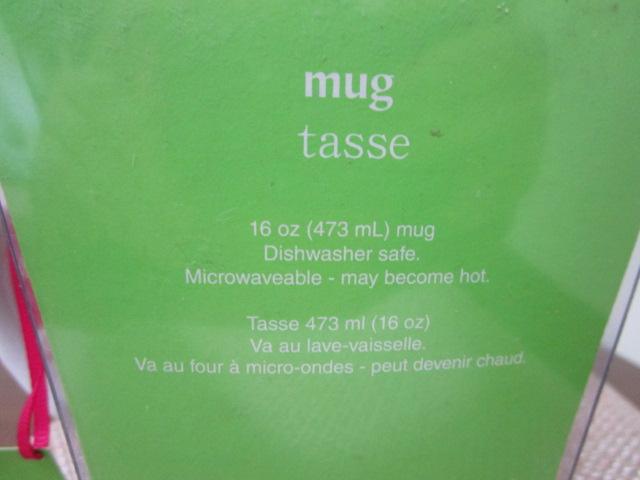 mug
tasse
16 oz (473 mL) mug
Dishwasher safe.
Microwaveable - may become hot.
Tasse 473 ml (16 oz)
Va au lave-vaisselle.
Va au four à micro-ondes - peut devenir chaud.